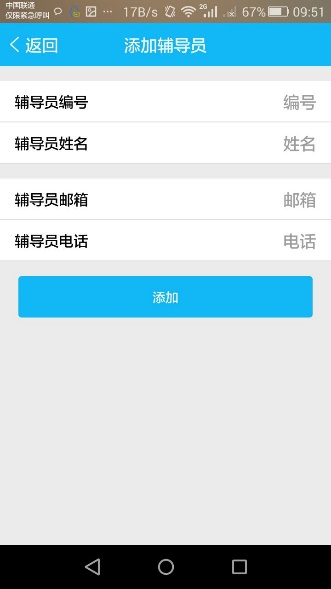 中国联通
仅限紧急呼叫
17B/s
2G
67%
09:51
返回
添加辅导员
辅导员编号
编号
辅导员姓名
姓名
辅导员邮箱
邮箱
辅导员电话
电话
添加